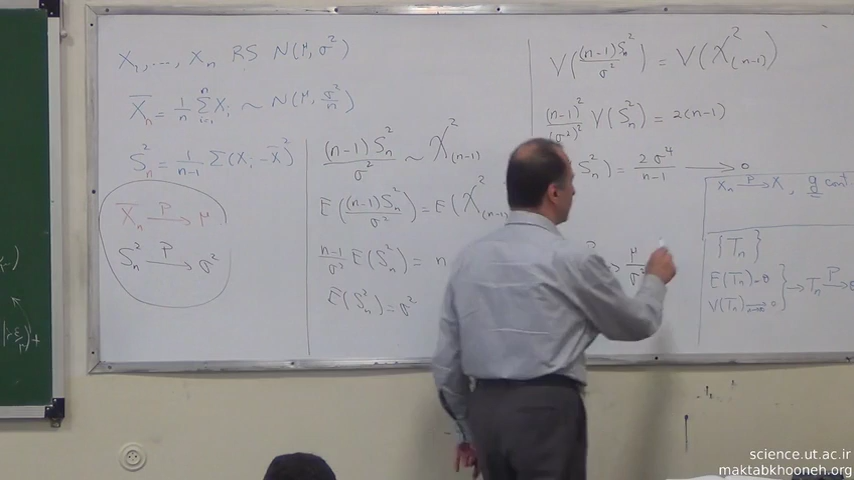 X₁, ..., Xₙ RS N(μ, σ²)
X̄ₙ = 1/n Σᵢ₌₁ⁿ Xᵢ ~ N(μ, σ²/n)
Sₙ² = 1/(n-1) Σ(Xᵢ - X̄)²
X̄ₙ →ᴾ μ
Sₙ² →ᴾ σ²
(n-1)Sₙ²/σ² ~ χ²₍ₙ₋₁₎
E((n-1)Sₙ²/σ²) = E(χ²₍ₙ₋₁₎
(n-1)/σ² E(Sₙ²) = n
E(Sₙ²) = σ²
V((n-1)Sₙ²/σ²) = V(χ²₍ₙ₋₁₎)
(n-1)²/(σ²)² V(Sₙ²) = 2(n-1)
Sₙ²) = 2σ⁴/(n-1) → 0
→ μ/σ²
Xₙ →ᴾ X, g cont
{Tₙ}
E(Tₙ) → θ
V(Tₙ) →ₙ→∞ 0
→ Tₙ →ᴾ θ
science.ut.ac.ir
maktabkhooneh.org